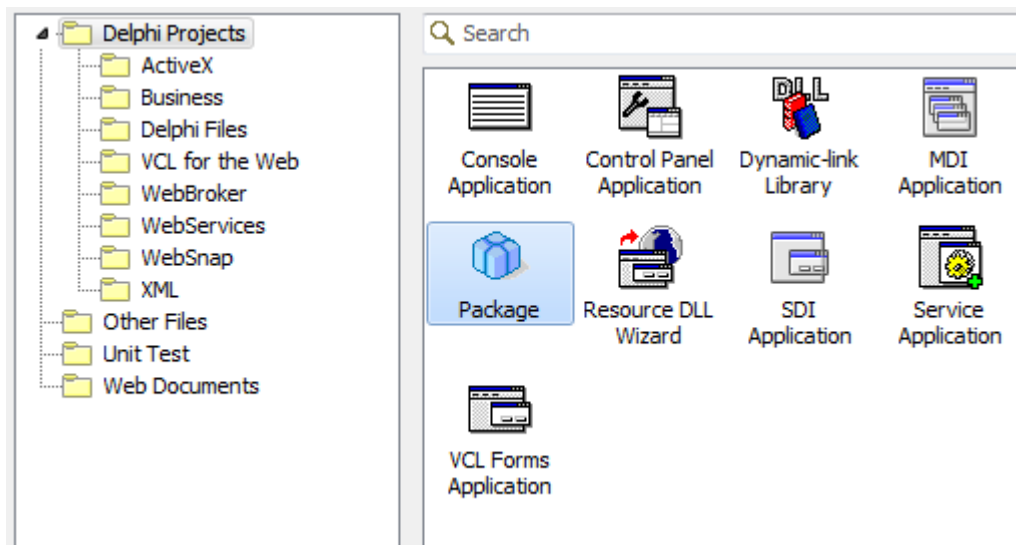 Delphi Projects
ActiveX
Business
Delphi Files
VCL for the Web
WebBroker
WebServices
WebSnap
XML
Other Files
Unit Test
Web Documents
Search
DLL
Console
Application
Control Panel
Application
Dynamic-link
Library
MDI
Application
Package
Resource DLL
Wizard
SDI
Application
Service
Application
VCL Forms
Application